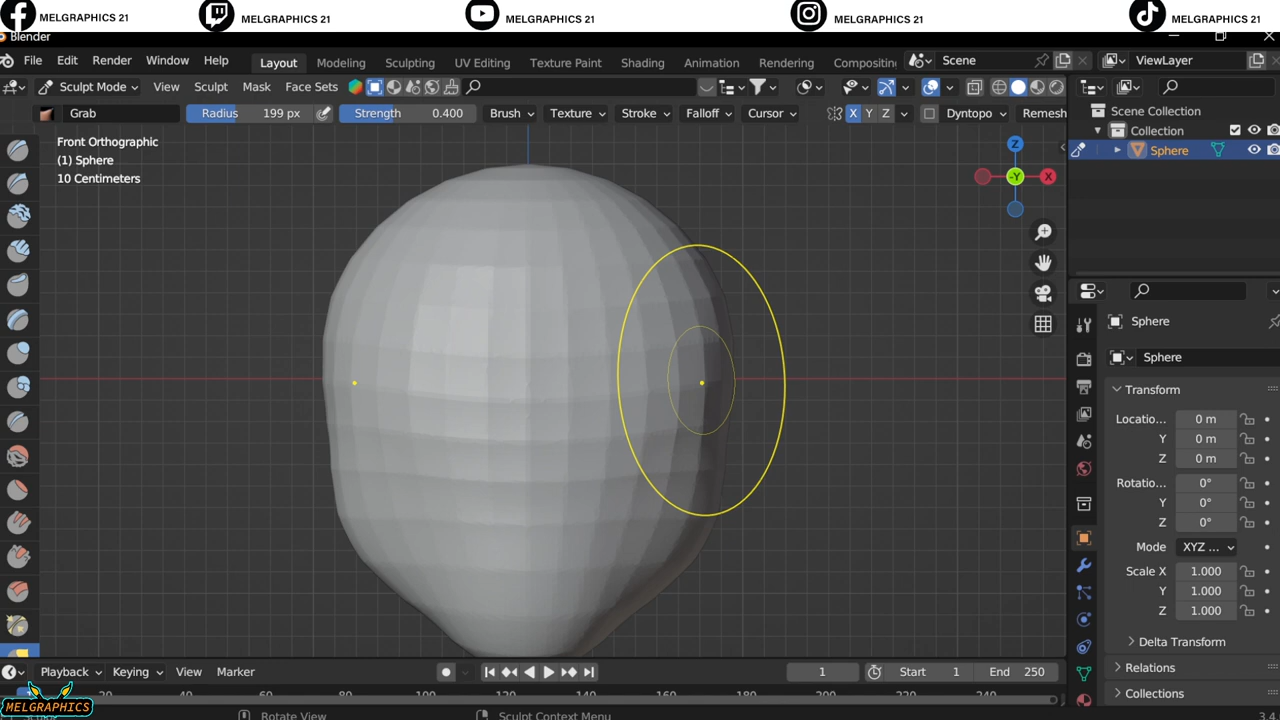 MELGRAPHICS 21 MELGRAPHICS 21 MELGRAPHICS 21 MELGRAPHICS 21 MELGRAPHICS 21
Blender
File Edit Render Window Help Layout Modeling Sculpting UV Editing Texture Paint Shading Animation Rendering Compositing Scene ViewLayer
Sculpt Mode View Sculpt Mask Face Sets
Grab Radius 199 px Strength 0.400 Brush Texture Stroke Falloff Cursor X Y Z Dyntopo Remesh
Scene Collection
Collection
Sphere
Front Orthographic
(1) Sphere
10 Centimeters
Z
-Y X
Sphere
Sphere
Transform
Locatio... 0 m
Y 0 m
Z 0 m
Rotatio... 0°
Y 0°
Z 0°
Mode XYZ ...
Scale X 1.000
Y 1.000
Z 1.000
Delta Transform
Relations
Collections
Playback Keying View Marker 1 Start 1 End 250
20 40 60 80 100 120 140 160 180 200 220 240
MELGRAPHICS
Rotate View Sculpt Context Menu 3.4